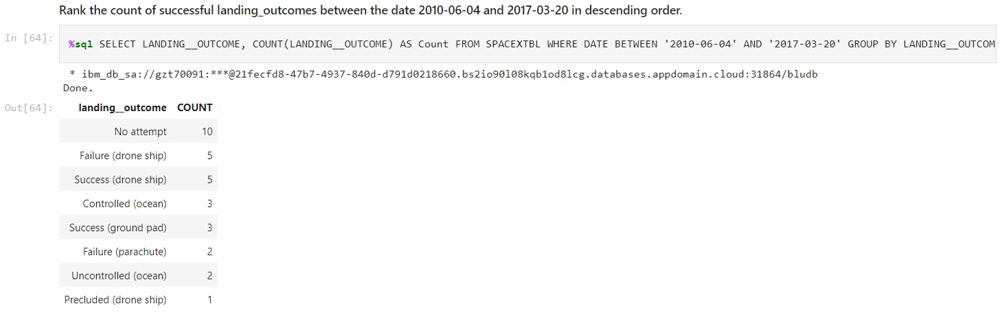 Rank the count of successful landing_outcomes between the date 2010-06-04 and 2017-03-20 in descending order.
In [64]: %sql SELECT LANDING__OUTCOME, COUNT(LANDING__OUTCOME) AS Count FROM SPACEXTBL WHERE DATE BETWEEN '2010-06-04' AND '2017-03-20' GROUP BY LANDING__OUTCOM
* ibm_db_sa://gzt70091:***@21fecfd8-47b7-4937-840d-d791d0218660.bs2io90l08kqb1od8lcg.databases.appdomain.cloud:31864/bludb
Done.
Out[64]: landing__outcome COUNT
No attempt 10
Failure (drone ship) 5
Success (drone ship) 5
Controlled (ocean) 3
Success (ground pad) 3
Failure (parachute) 2
Uncontrolled (ocean) 2
Precluded (drone ship) 1